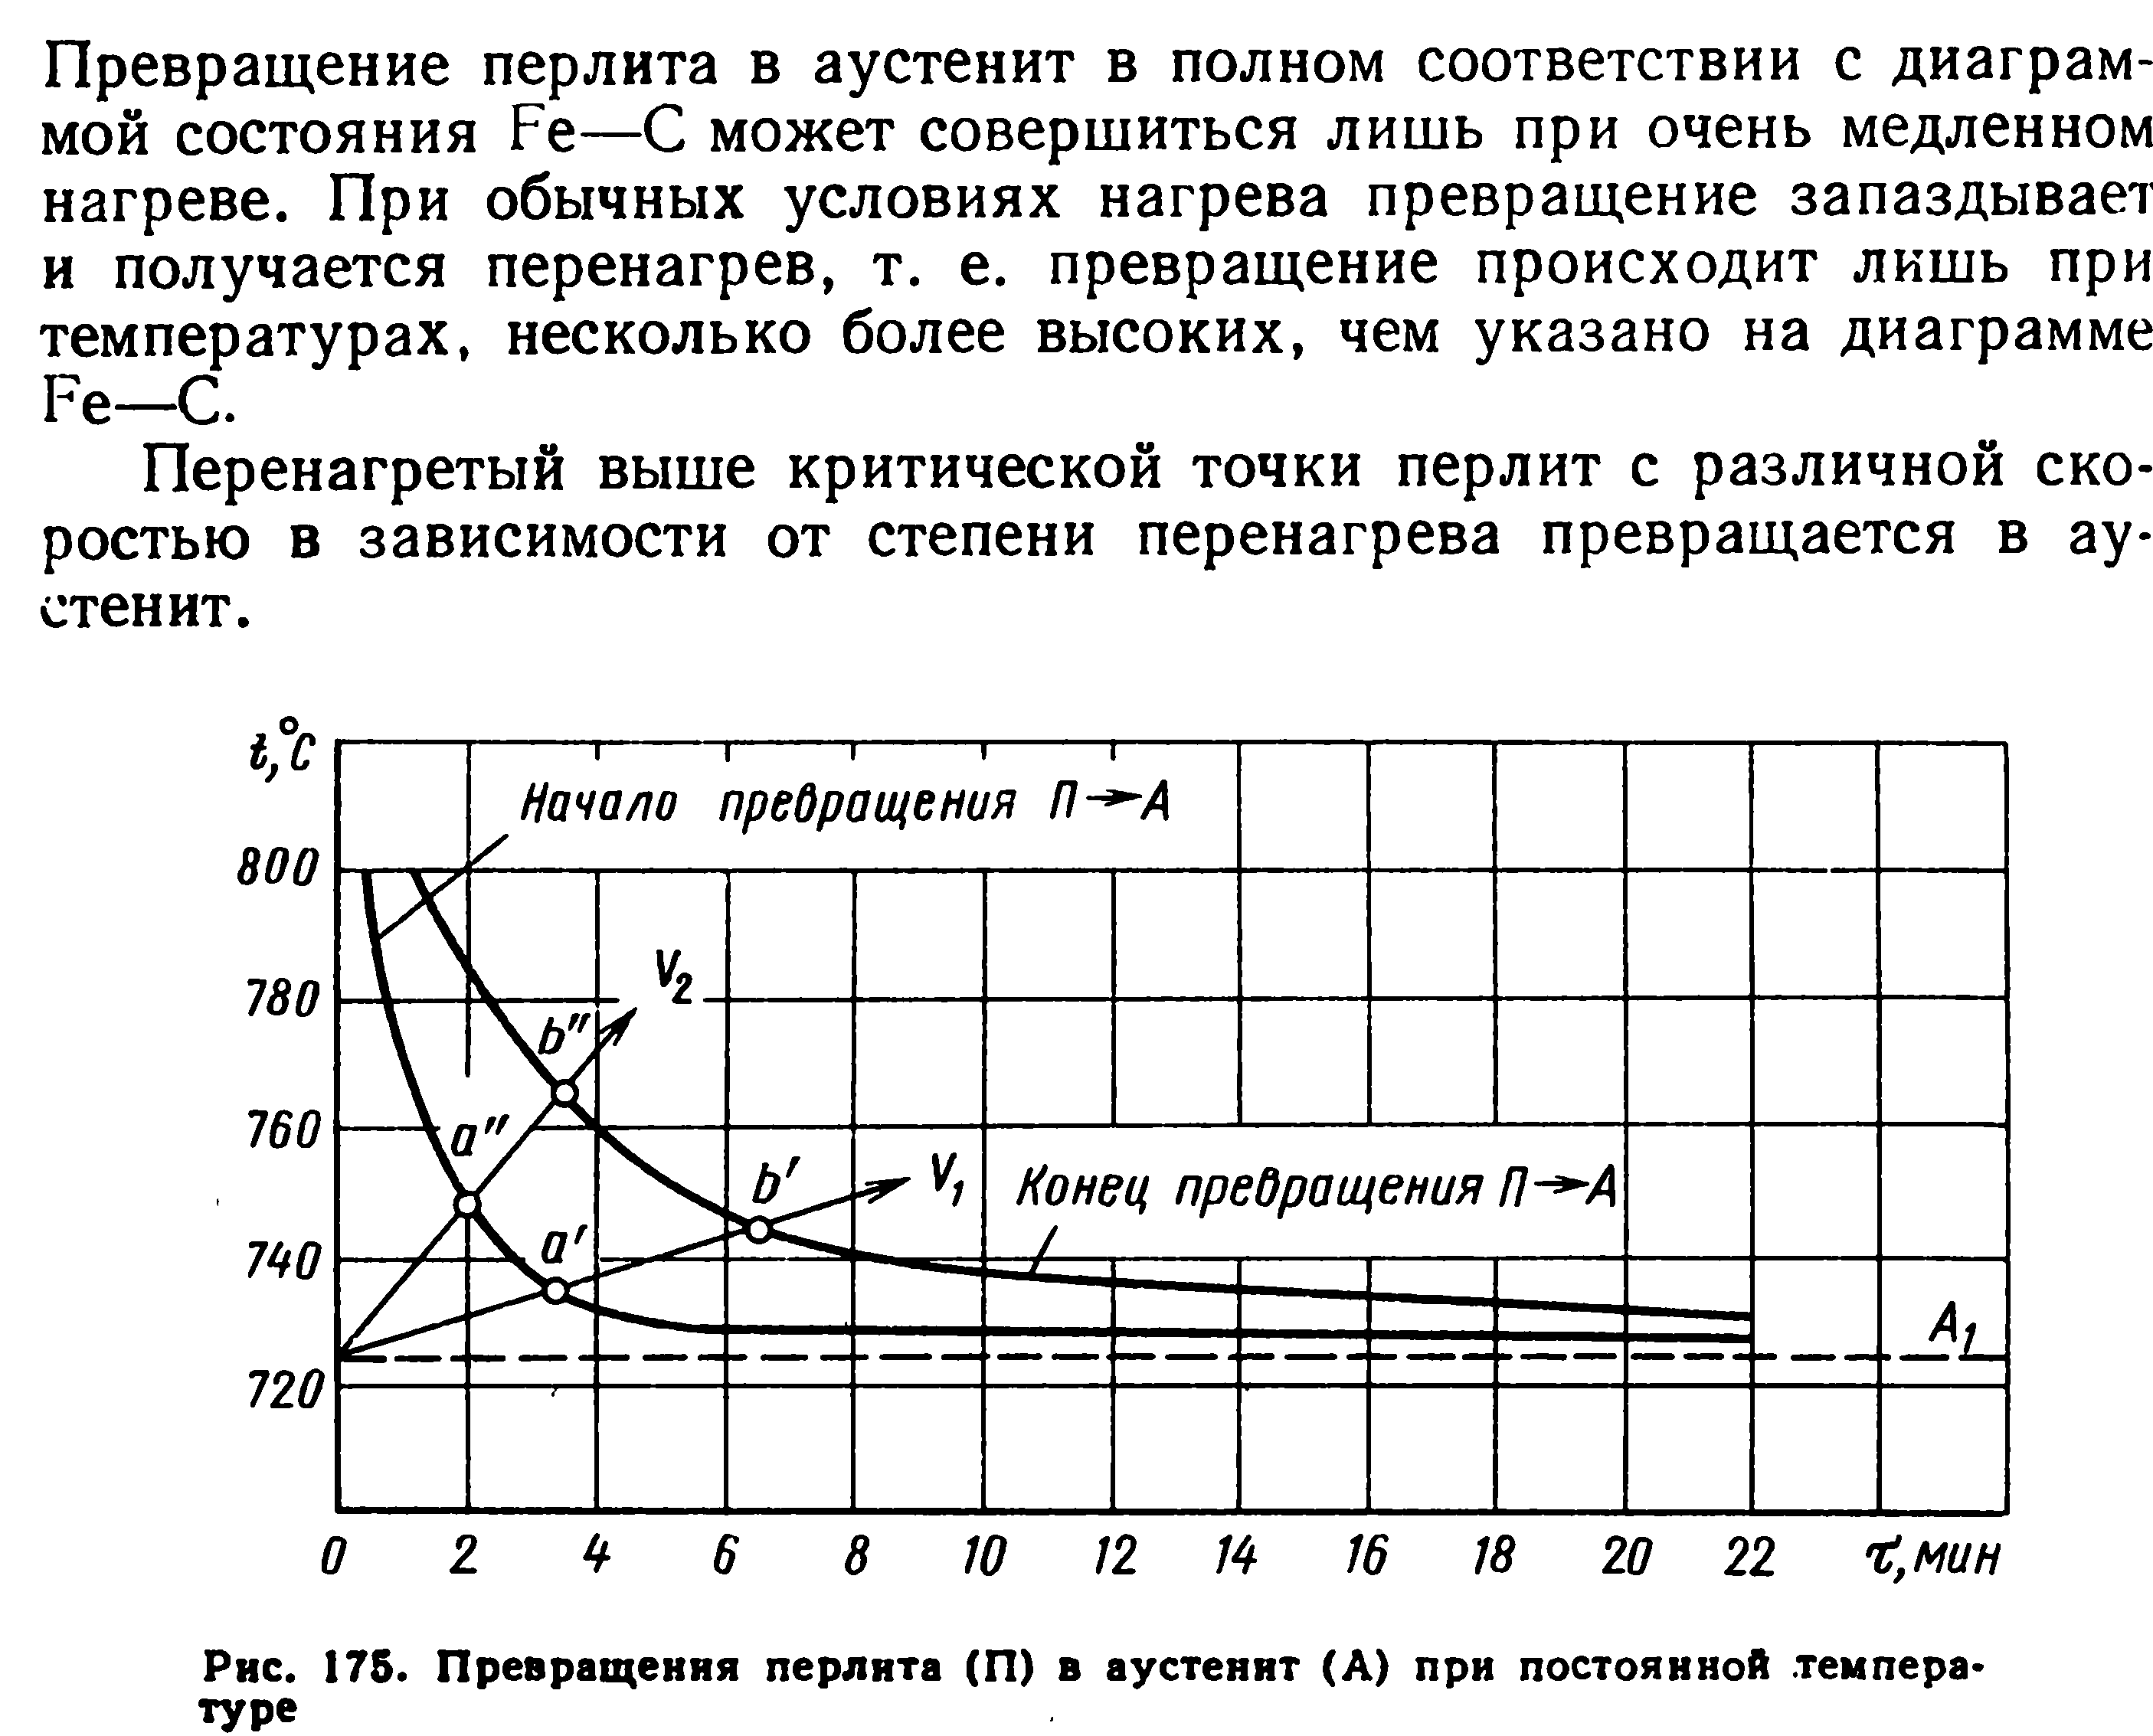 Превращение перлита в аустенит в полном соответствии с диаграм-
мой состояния Fe—C может совершиться лишь при очень медленном
нагреве. При обычных условиях нагрева превращение запаздывает
и получается перенагрев, т. е. превращение происходит лишь при
температурах, несколько более высоких, чем указано на диаграмме
Fe—C.
Перенагретый выше критической точки перлит с различной ско-
ростью в зависимости от степени перенагрева превращается в ау-
стенит.
t,°C
Начало превращения П→А
800
V₂
780
b″
760
a″
b′
V₁
Конец превращения П→А
740
a′
A₁
720
0 2 4 6 8 10 12 14 16 18 20 22 τ,мин
Рис. 175. Превращения перлита (П) в аустенит (А) при постоянной темпера-
туре